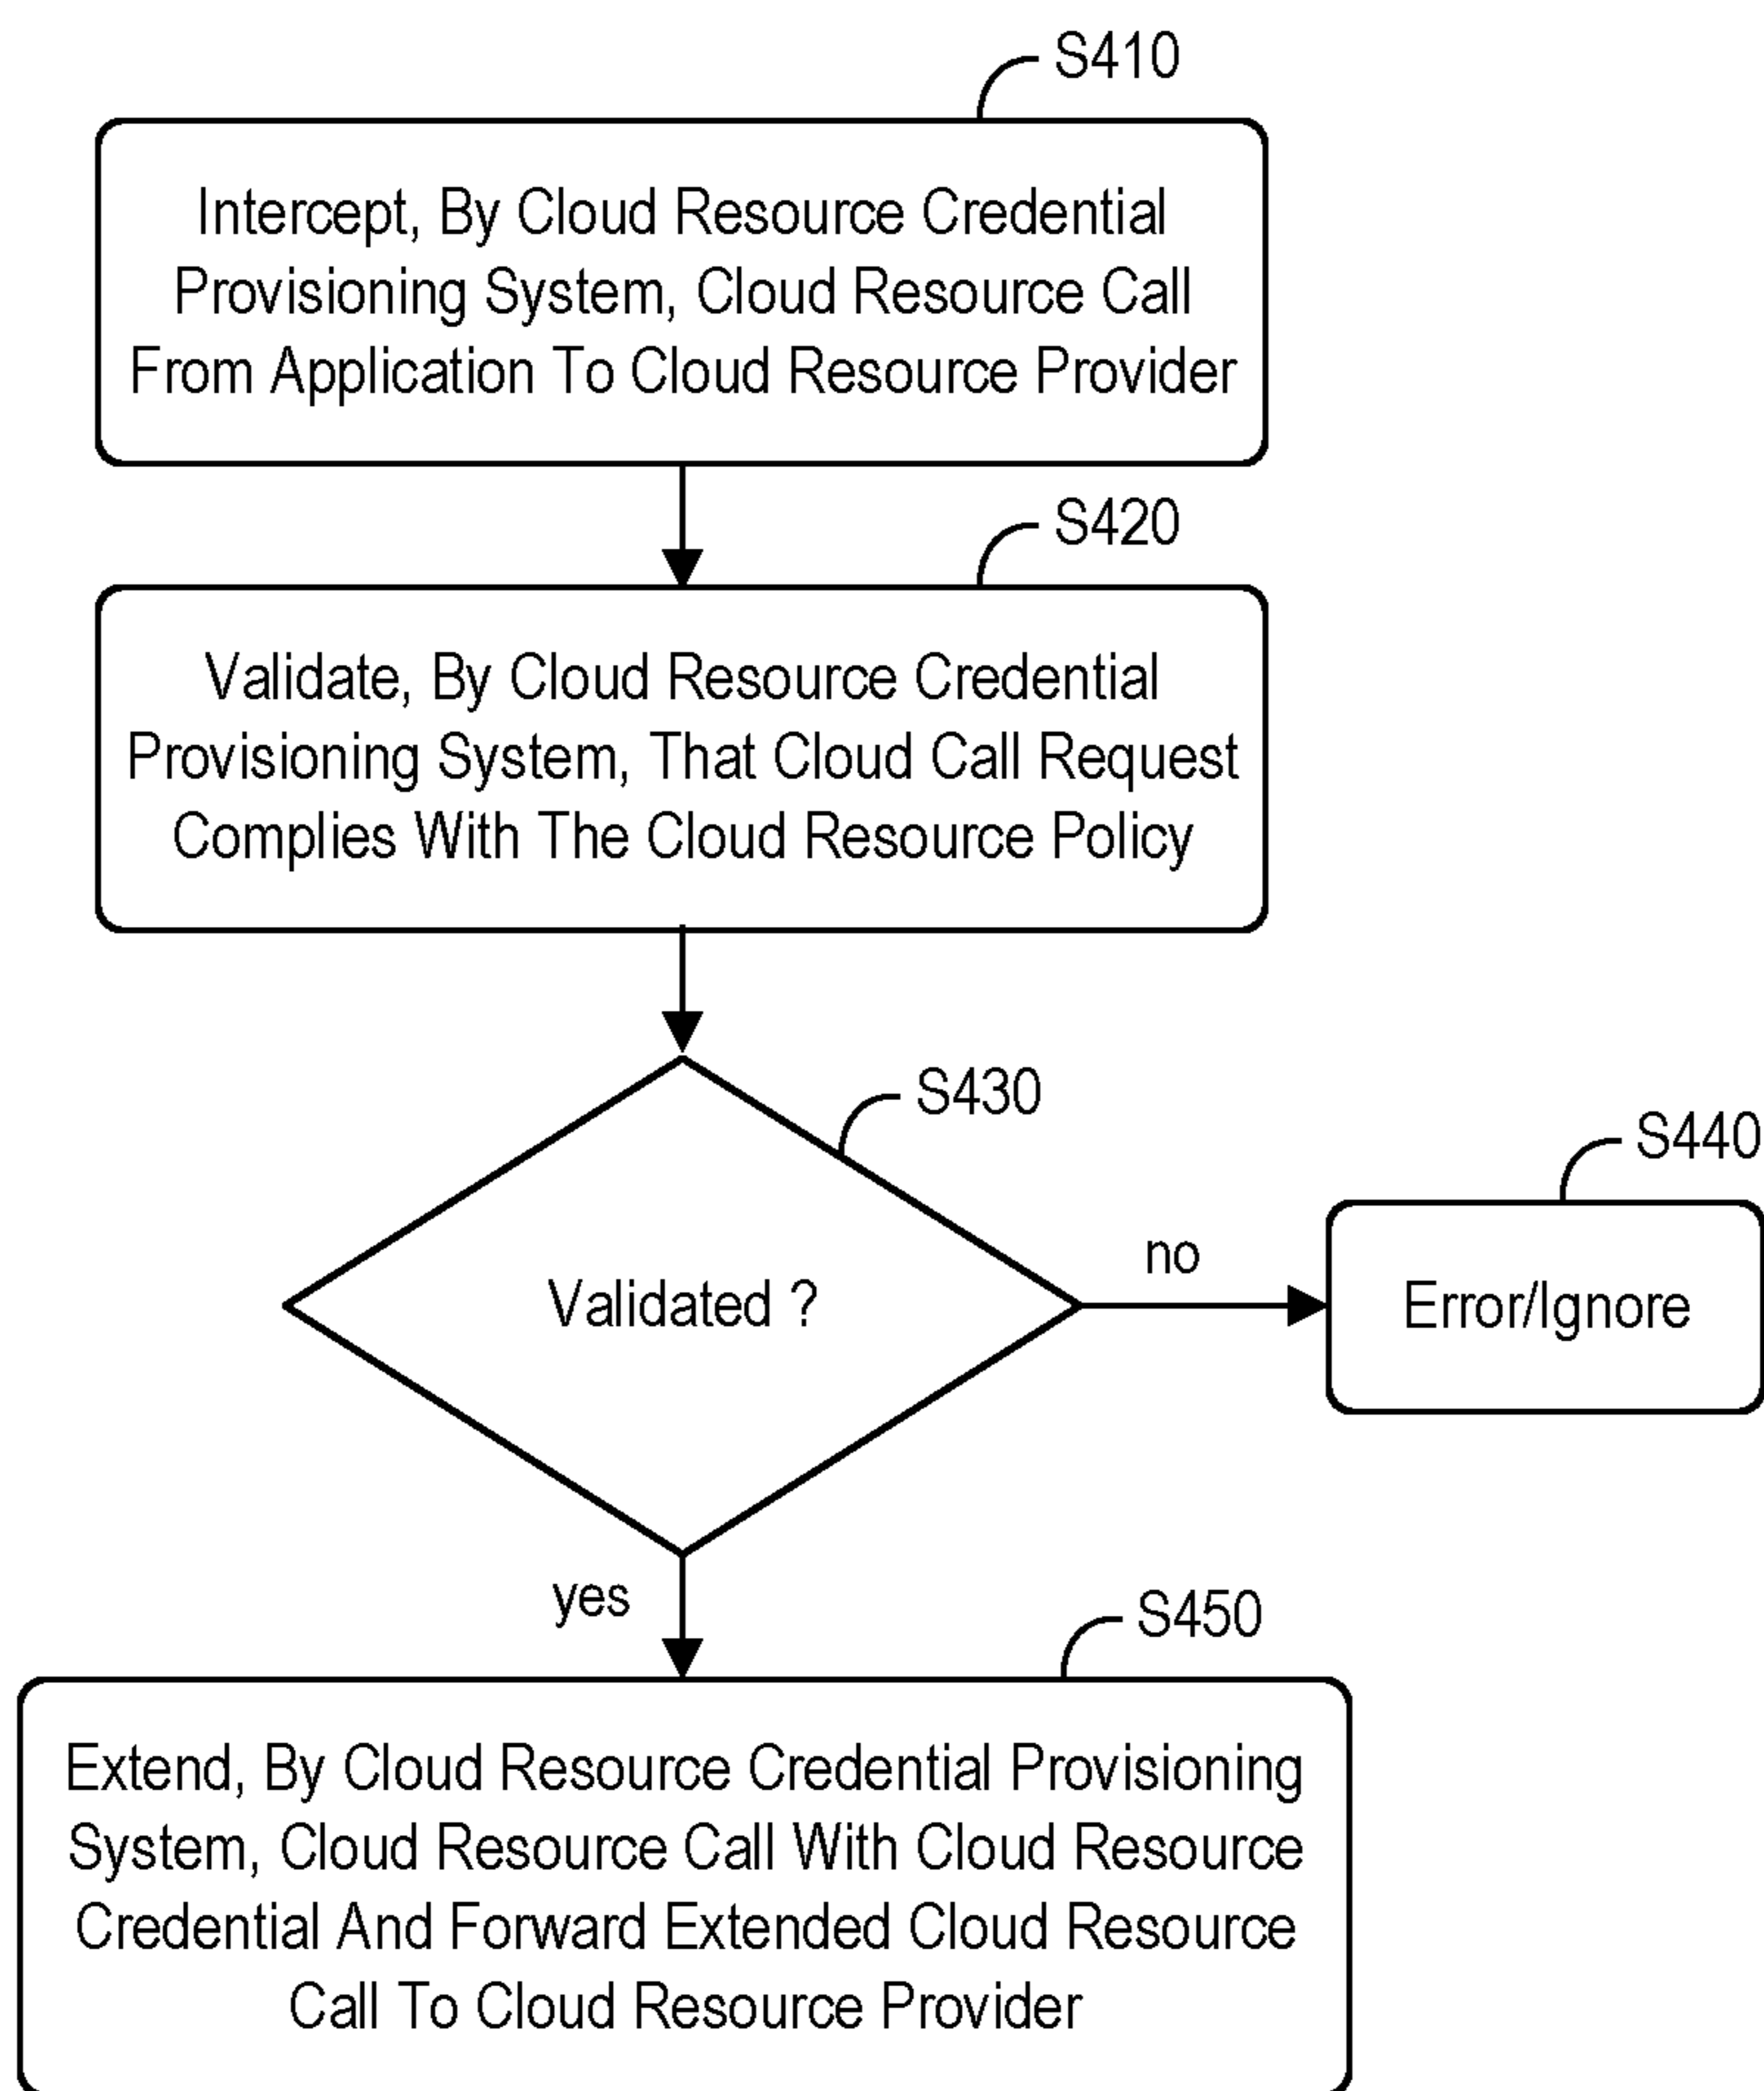 S410
Intercept, By Cloud Resource Credential
Provisioning System, Cloud Resource Call
From Application To Cloud Resource Provider
S420
Validate, By Cloud Resource Credential
Provisioning System, That Cloud Call Request
Complies With The Cloud Resource Policy
S430
Validated ?
no
S440
Error/Ignore
yes
S450
Extend, By Cloud Resource Credential Provisioning
System, Cloud Resource Call With Cloud Resource
Credential And Forward Extended Cloud Resource
Call To Cloud Resource Provider